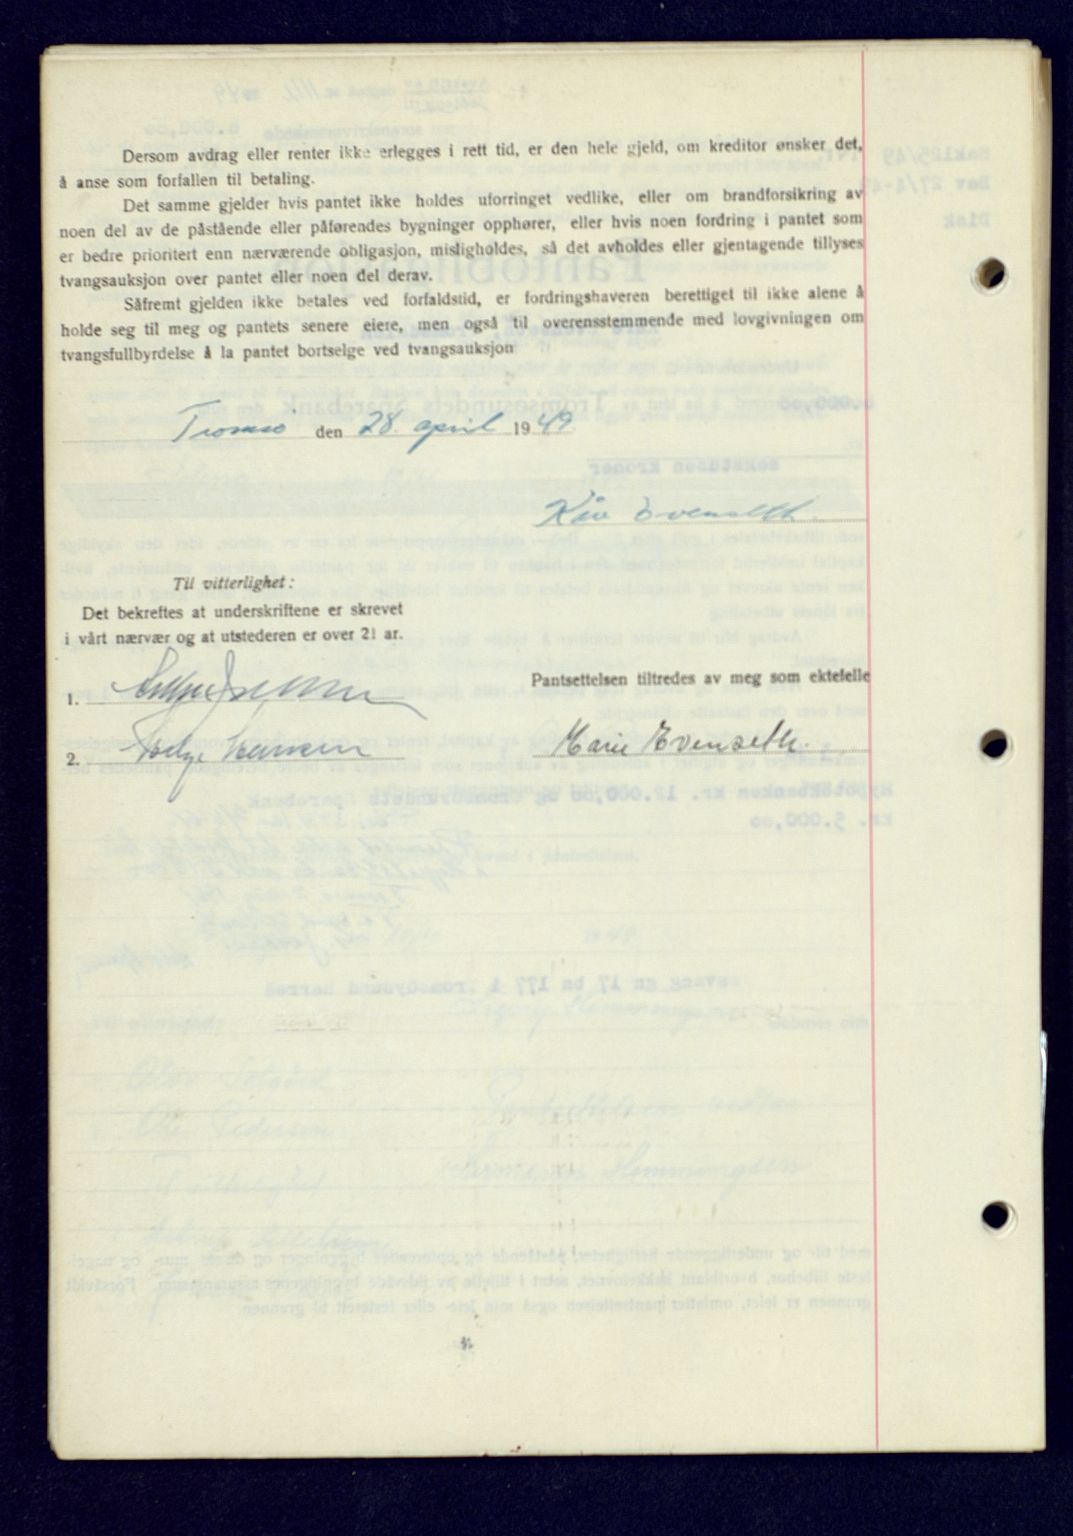 Dersom avdrag eller renter ikke erlegges i rett tid, er den hele gjeld, om kreditor ønsker det,
å anse som forfallen til betaling.
Det samme gjelder hvis pantet ikke holdes uforringet vedlike, eller om brandforsikring av
noen del av de påstående eller påførendes bygninger opphører, eller hvis noen fordring i pantet som
er bedre prioritert enn nærværende obligasjon, misligholdes, så det avholdes eller gjentagende tillyses
tvangsauksjon over pantet eller noen del derav.
Såfremt gjelden ikke betales ved forfaldstid, er fordringshaveren berettiget til ikke alene å
holde seg til meg og pantets senere eiere, men også til overensstemmende med lovgivningen om
tvangsfullbyrdelse å la pantet bortselge ved tvangsauksjon
Tromsø den 28. april 1949
Kåre Evenseth.
Til vitterlighet:
Det bekreftes at underskriftene er skrevet
i vårt nærvær og at utstederen er over 21 år.
Pantsettelsen tiltredes av meg som ektefelle
1.
2. Helge Hansen
Marie Evenseth.